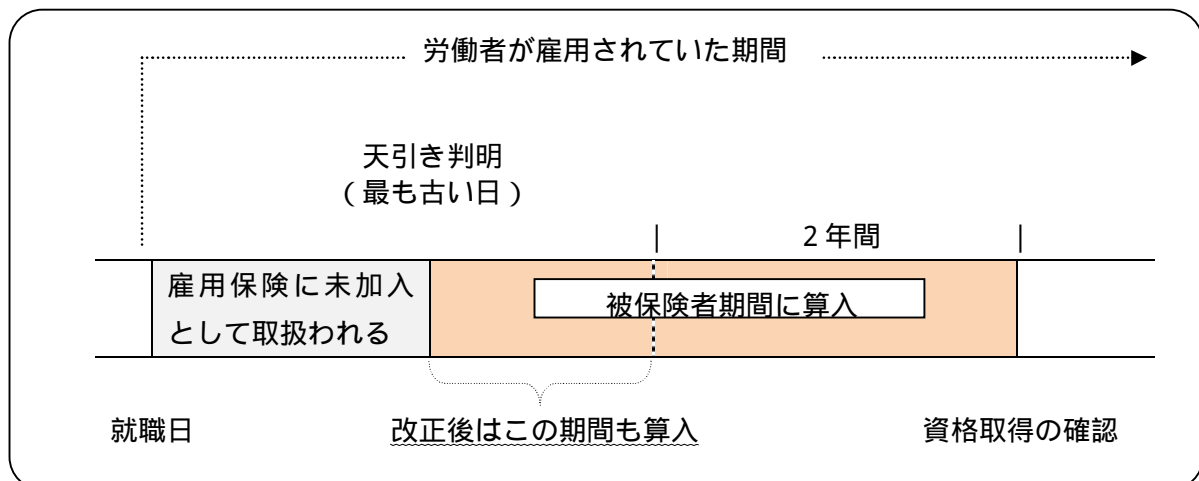 労働者が雇用されていた期間
天引き判明
(最も古い日)
2年間
雇用保険に未加入
として取扱われる
被保険者期間に算入
就職日
改正後はこの期間も算入
資格取得の確認